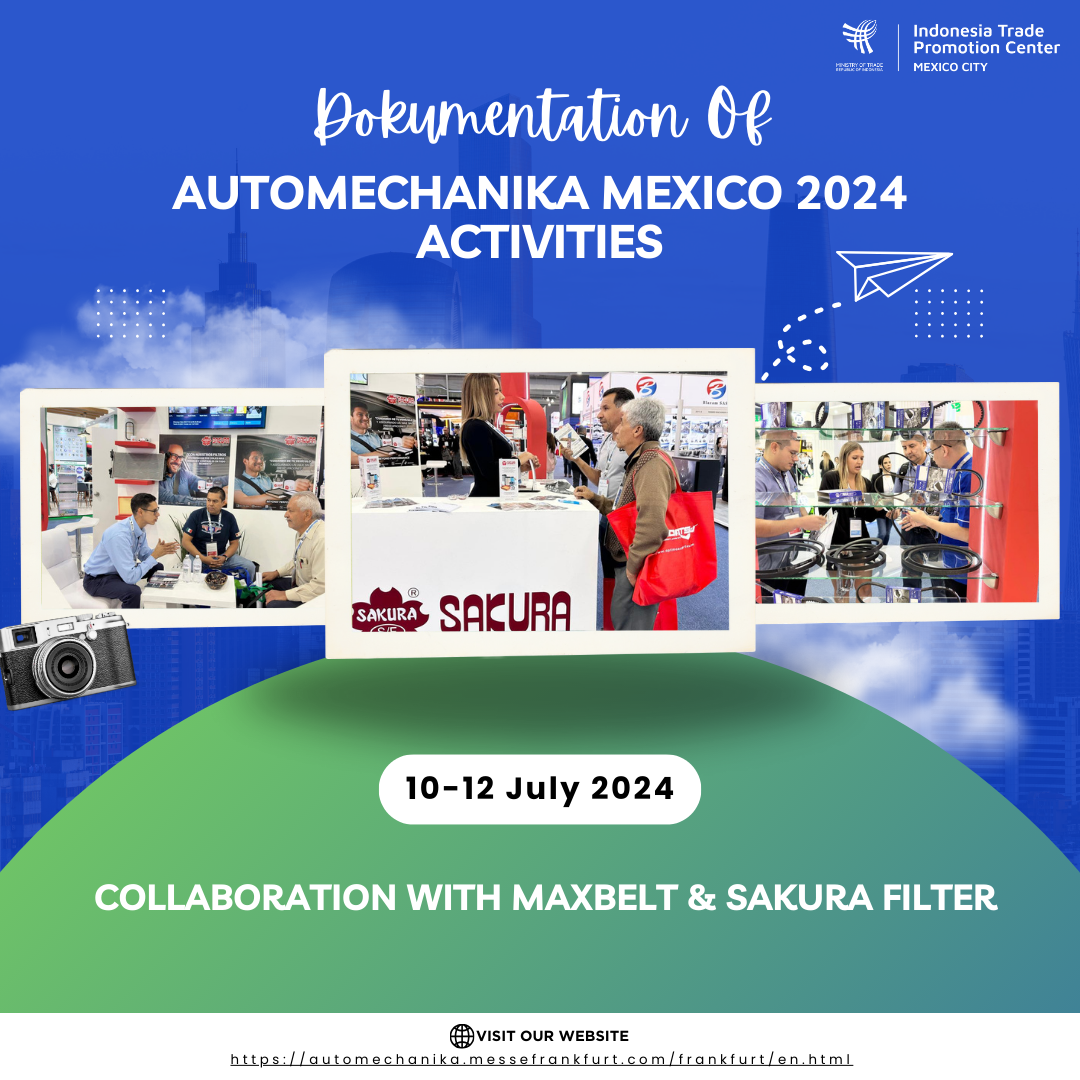 Indonesia Trade
Promotion Center
MINISTRY OF TRADE
REPUBLIC OF INDONESIA
MEXICO CITY
Dokumentation Of
AUTOMECHANIKA MEXICO 2024
ACTIVITIES
SAKURA
®
SAKURA
10-12 July 2024
COLLABORATION WITH MAXBELT & SAKURA FILTER
VISIT OUR WEBSITE
https://automechanika.messefrankfurt.com/frankfurt/en.html